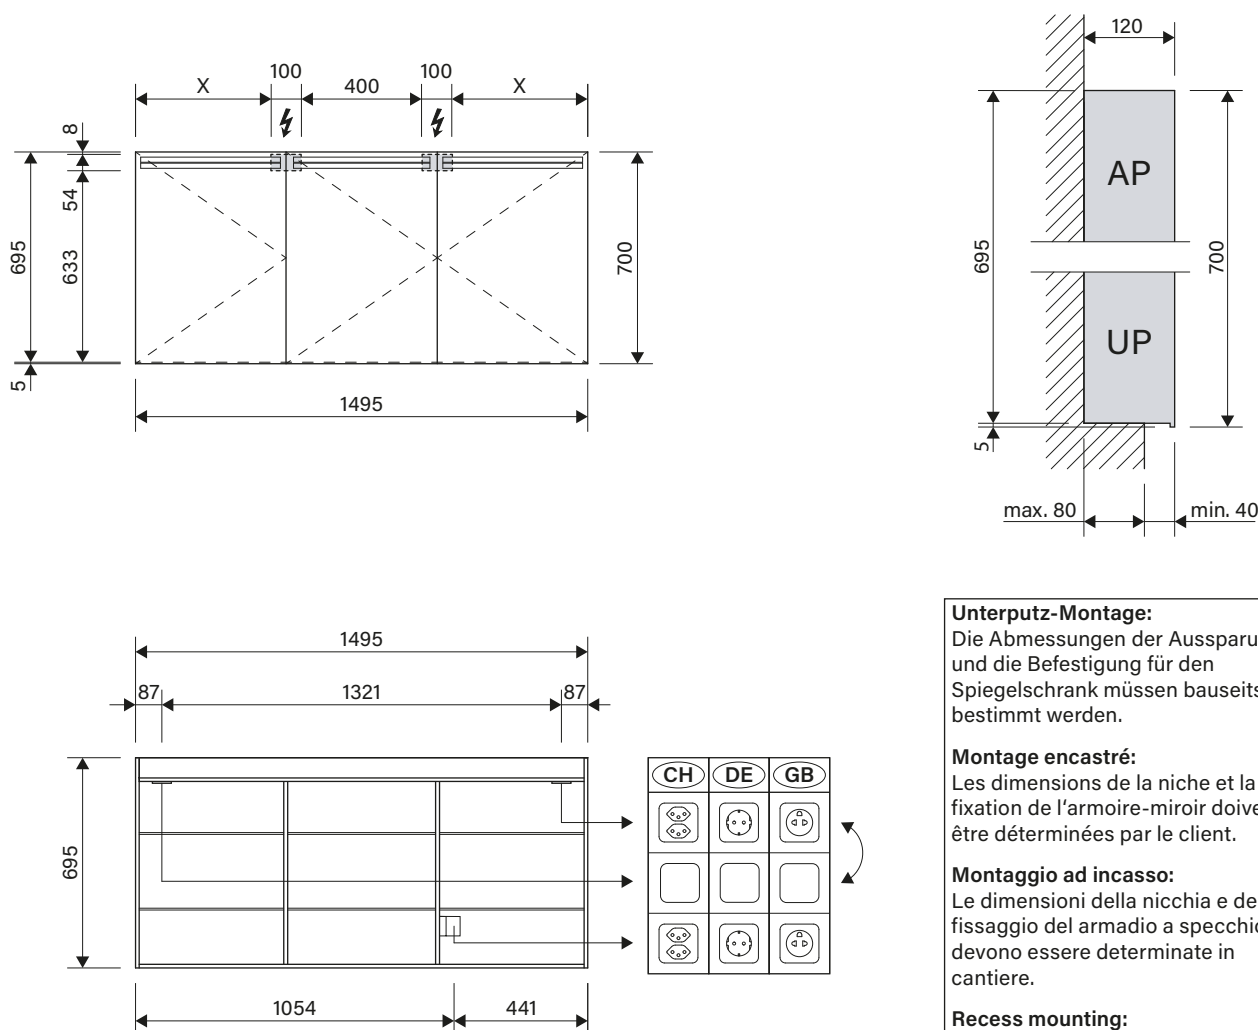 X
100
400
100
X
8
54
695
633
700
5
1495
120
AP
695
700
UP
5
max. 80
min. 40
1495
87
1321
87
CH
DE
GB
695
1054
441
Unterputz-Montage:
Die Abmessungen der
und die Befestigung für den
Spiegelschrank müssen bauseits
bestimmt werden.
Montage encastré:
Les dimensions de la niche et la
fixation de l‘armoire-miroir
être déterminées par le client.
Montaggio ad incasso:
Le dimensioni della nicchia e
fissaggio del armadio a specchio
devono essere determinate in
cantiere.
Recess mounting: